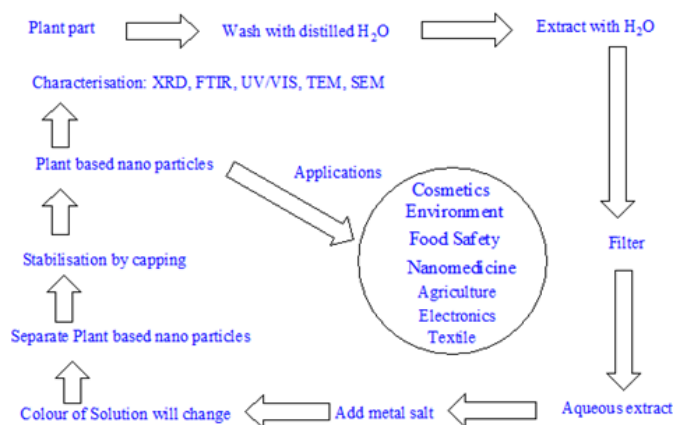 Plant part
Wash with distilled H₂O
Extract with H₂O
Characterisation: XRD, FTIR, UV/VIS, TEM, SEM
Plant based nano particles
Applications
Cosmetics
Environment
Food Safety
Nanomedicine
Agriculture
Electronics
Textile
Filter
Stabilisation by capping
Separate Plant based nano particles
Colour of Solution will change
Add metal salt
Aqueous extract